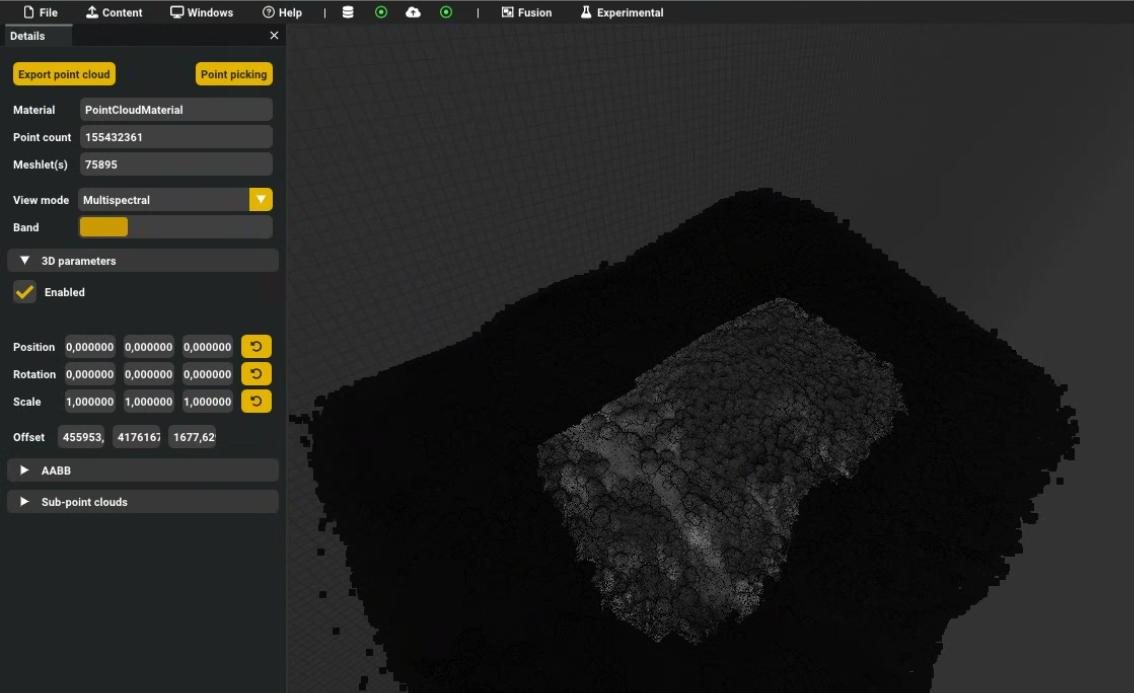 File Content Windows Help | | Fusion Experimental
Details
Export point cloud Point picking
Material PointCloudMaterial
Point count 155432361
Meshlet(s) 75895
View mode Multispectral
Band
3D parameters
Enabled
Position 0,000000 0,000000 0,000000
Rotation 0,000000 0,000000 0,000000
Scale 1,000000 1,000000 1,000000
Offset 455953, 4176167 1677,62
AABB
Sub-point clouds